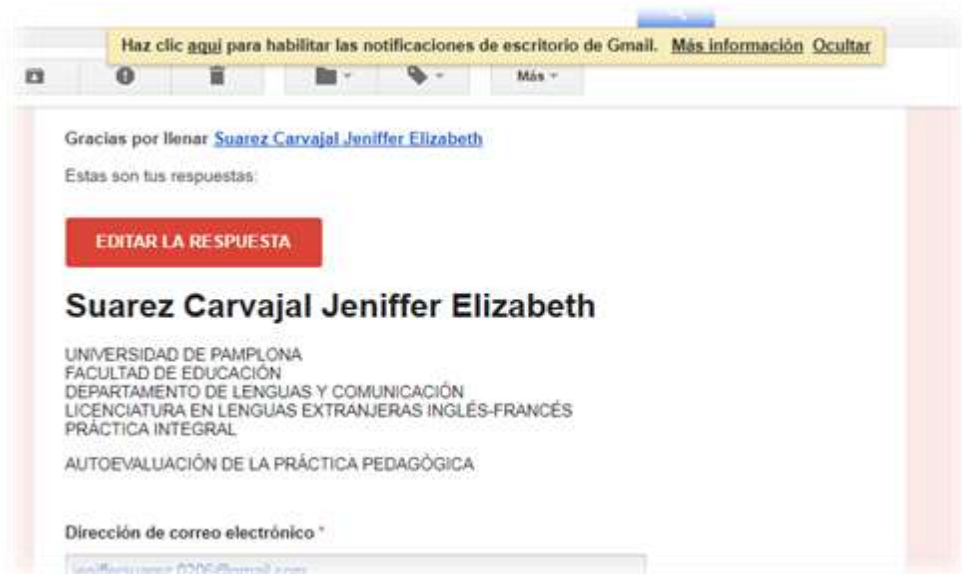 Haz clic aquí para habilitar las notificaciones de escritorio de Gmail. Más información Ocultar
Más
Gracias por llenar Suarez Carvajal Jeniffer Elizabeth
Estas son tus respuestas:
EDITAR LA RESPUESTA
Suarez Carvajal Jeniffer Elizabeth
UNIVERSIDAD DE PAMPLONA
FACULTAD DE EDUCACIÓN
DEPARTAMENTO DE LENGUAS Y COMUNICACIÓN
LICENCIATURA EN LENGUAS EXTRANJERAS INGLÉS-FRANCÉS
PRÁCTICA INTEGRAL
AUTOEVALUACIÓN DE LA PRÁCTICA PEDAGÓGICA
Dirección de correo electrónico *